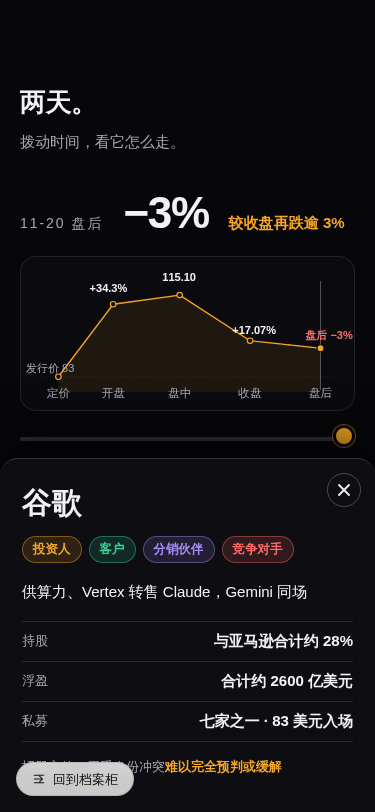 两天。
拨动时间，看它怎么走。
11-20 盘后 −3% 较收盘再跌逾 3%
115.10
+34.3%
+17.07%
盘后 −3%
发行价 83
定价 开盘 盘中 收盘 盘后
谷歌
投资人 客户 分销伙伴 竞争对手
供算力、Vertex 转售 Claude，Gemini 同场
持股 与亚马逊合计约 28%
浮盈 合计约 2600 亿美元
私募 七家之一 · 83 美元入场
份冲突难以完全预判或缓解
回到档案柜